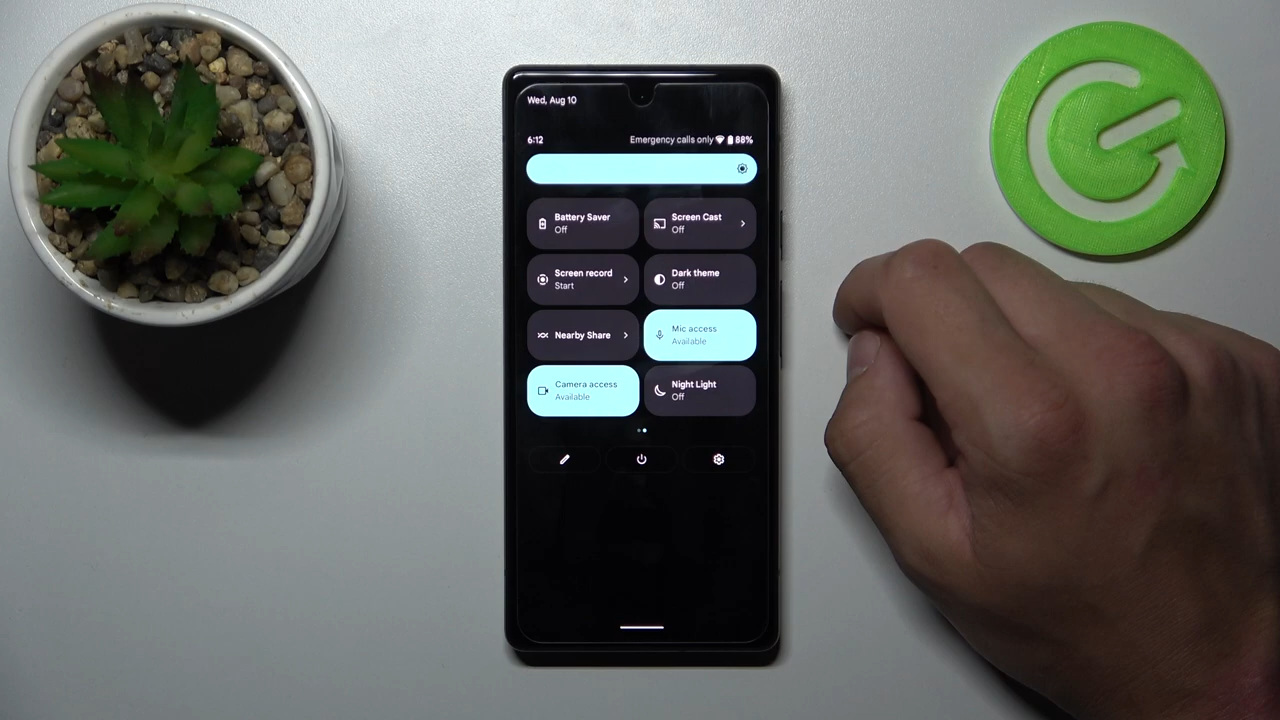 Wed, Aug 10
6:12 Emergency calls only 88%
Battery Saver
Off
Screen Cast
Off
Screen record
Start
Dark theme
Off
Nearby Share
Mic access
Available
Camera access
Available
Night Light
Off